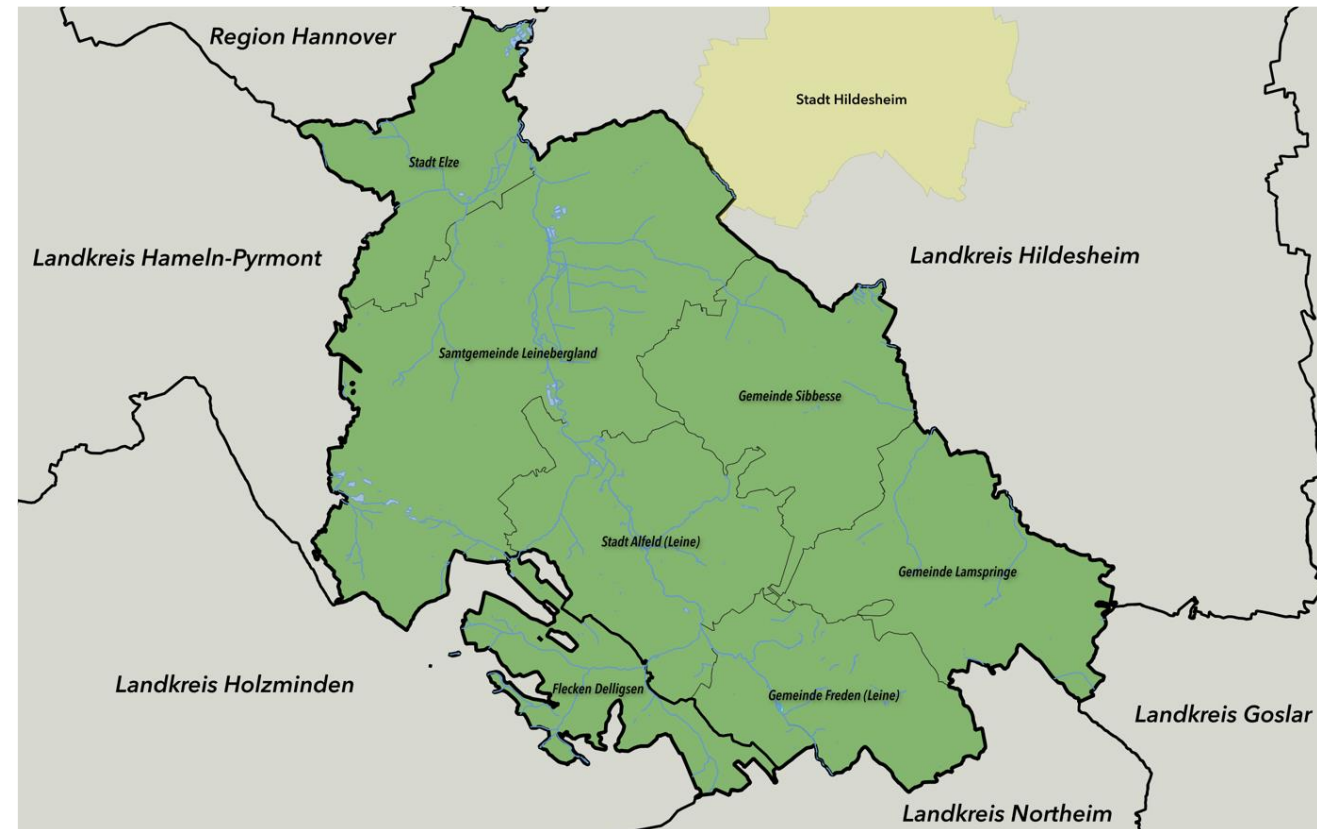 Region Hannover
Stadt Hildesheim
Stadt Elze
Landkreis Hameln-Pyrmont
Landkreis Hildesheim
Samtgemeinde Leinebergland
Gemeinde Sibbesse
Stadt Alfeld (Leine)
Gemeinde Lamspringe
Landkreis Holzminden
Flecken Delligsen
Gemeinde Freden (Leine)
Landkreis Goslar
Landkreis Northeim